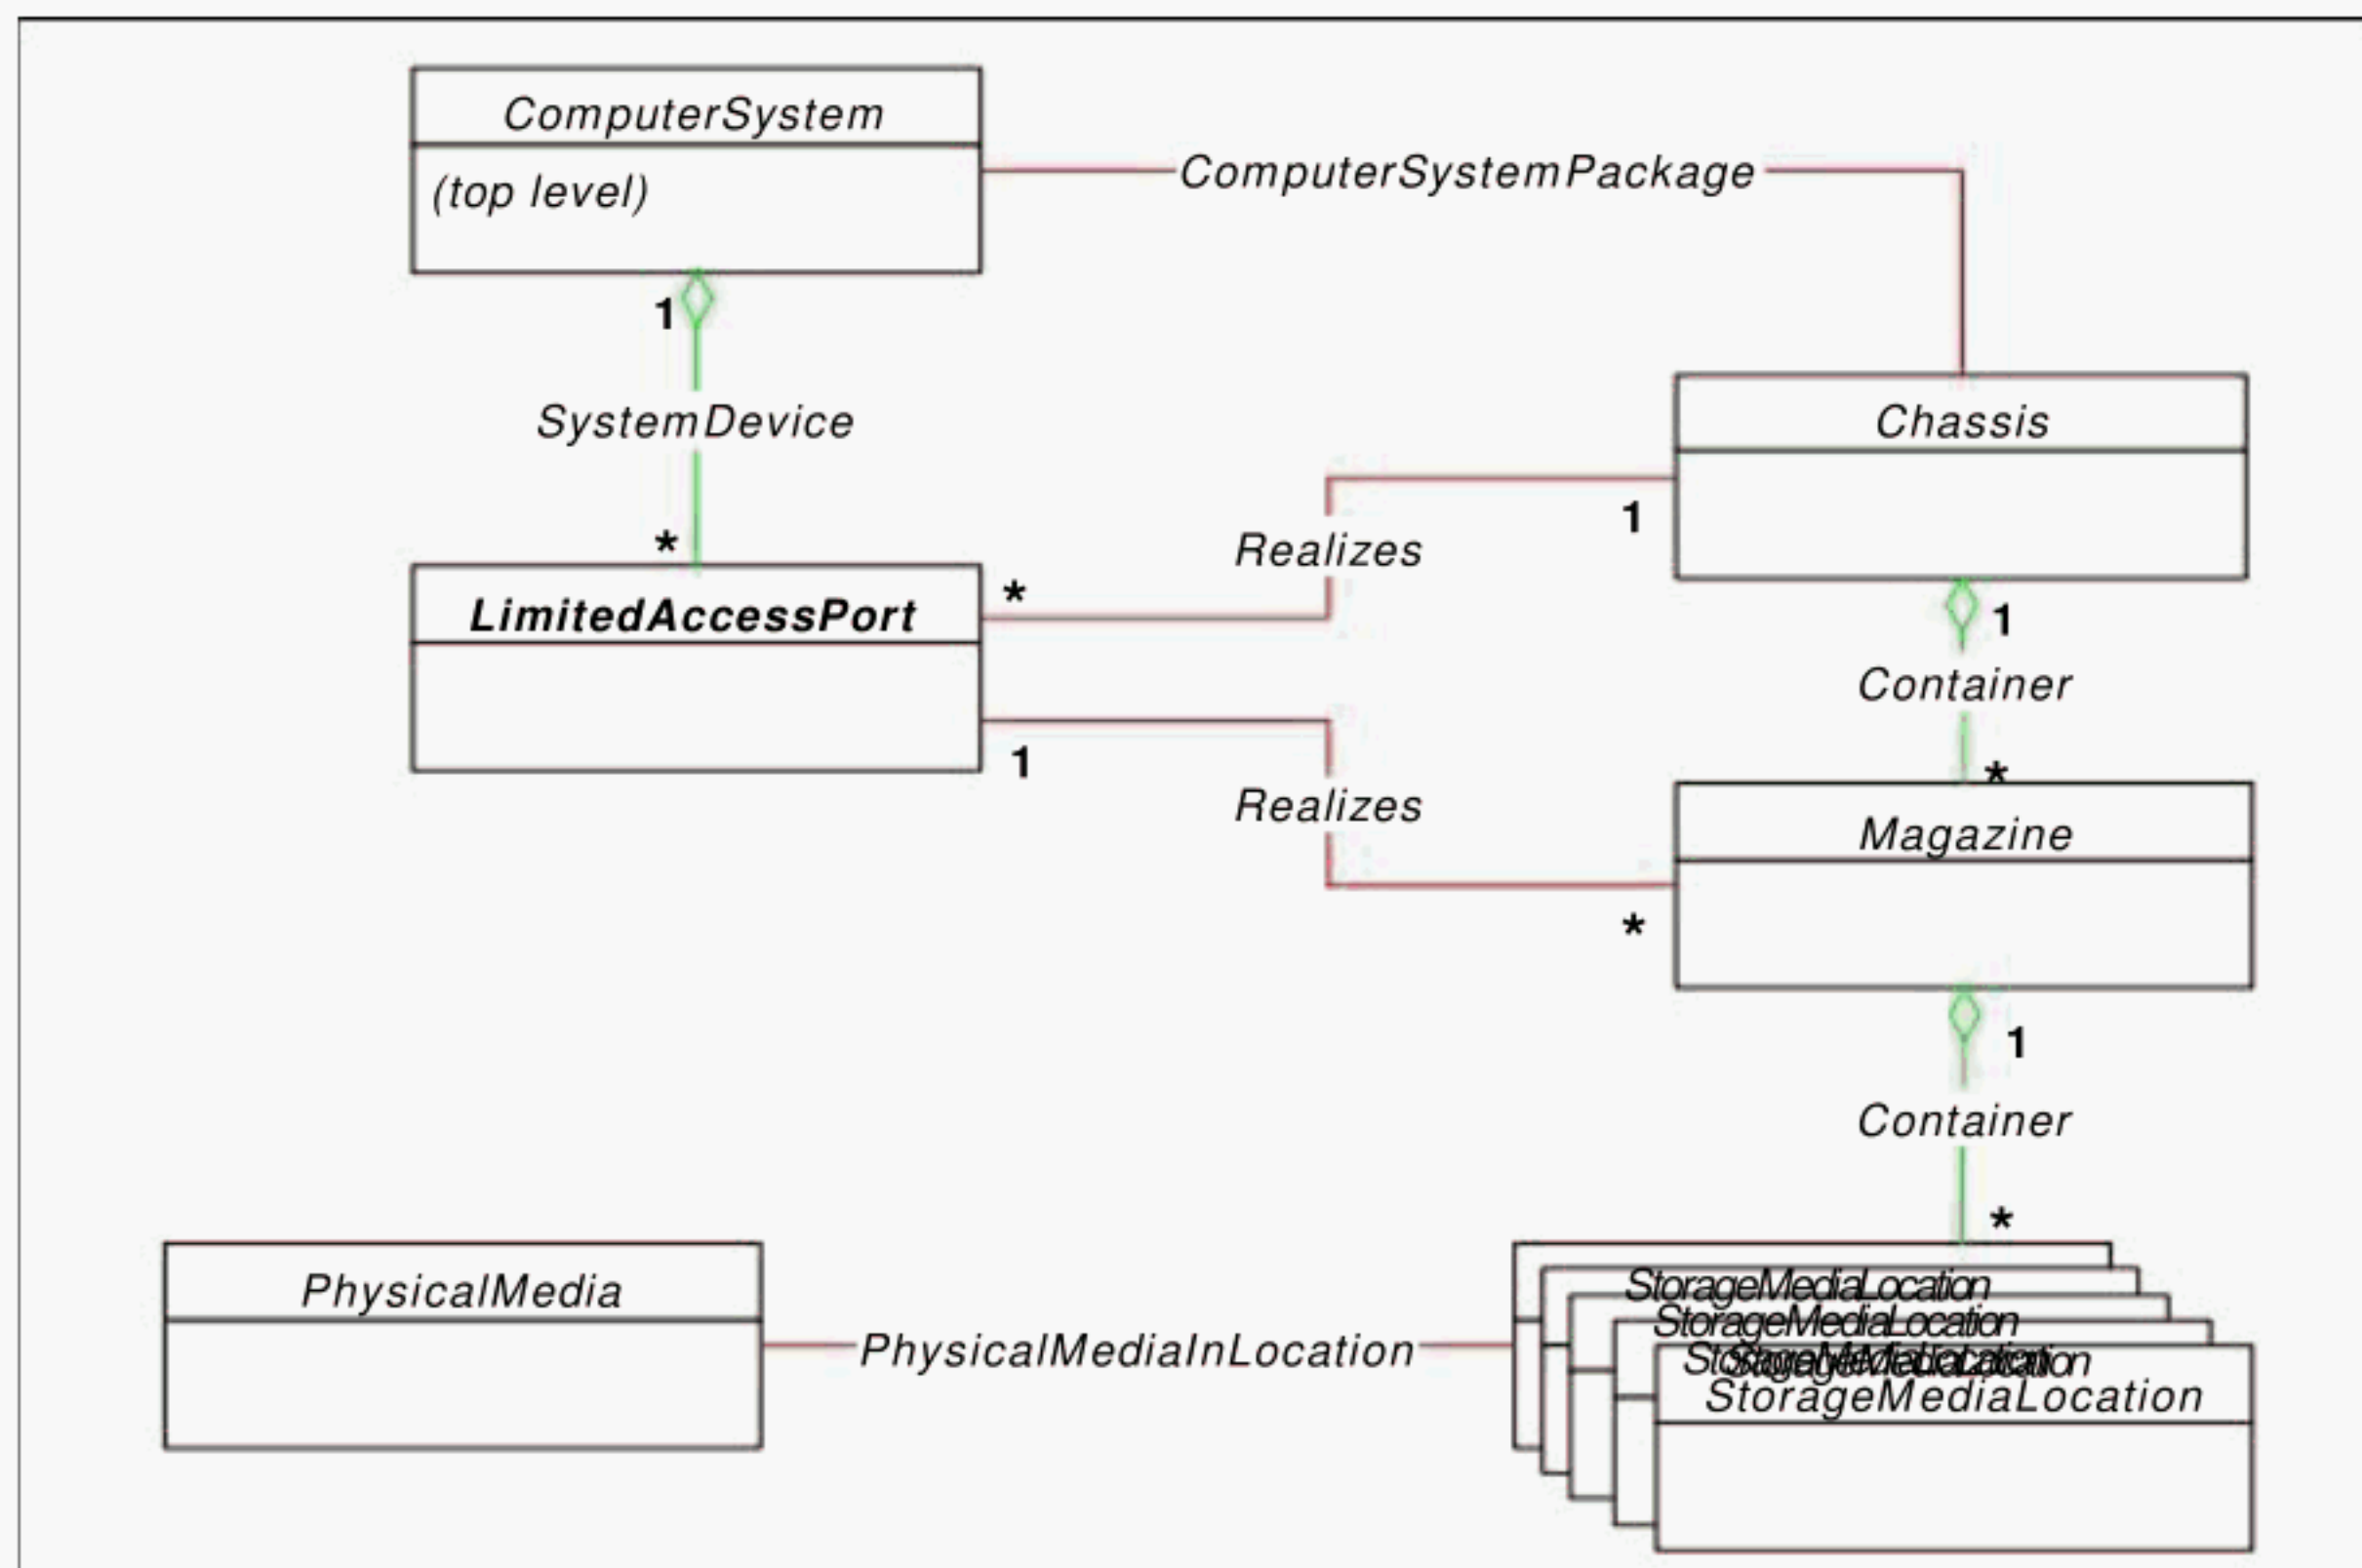 ComputerSystem
(top level)
ComputerSystemPackage
1
SystemDevice
*
Chassis
1
Realizes
*
LimitedAccessPort
1
Container
*
1
Realizes
*
Magazine
1
Container
*
PhysicalMedia
PhysicalMediaInLocation
StorageMediaLocation
StorageMediaLocation
StorageMediaLocation